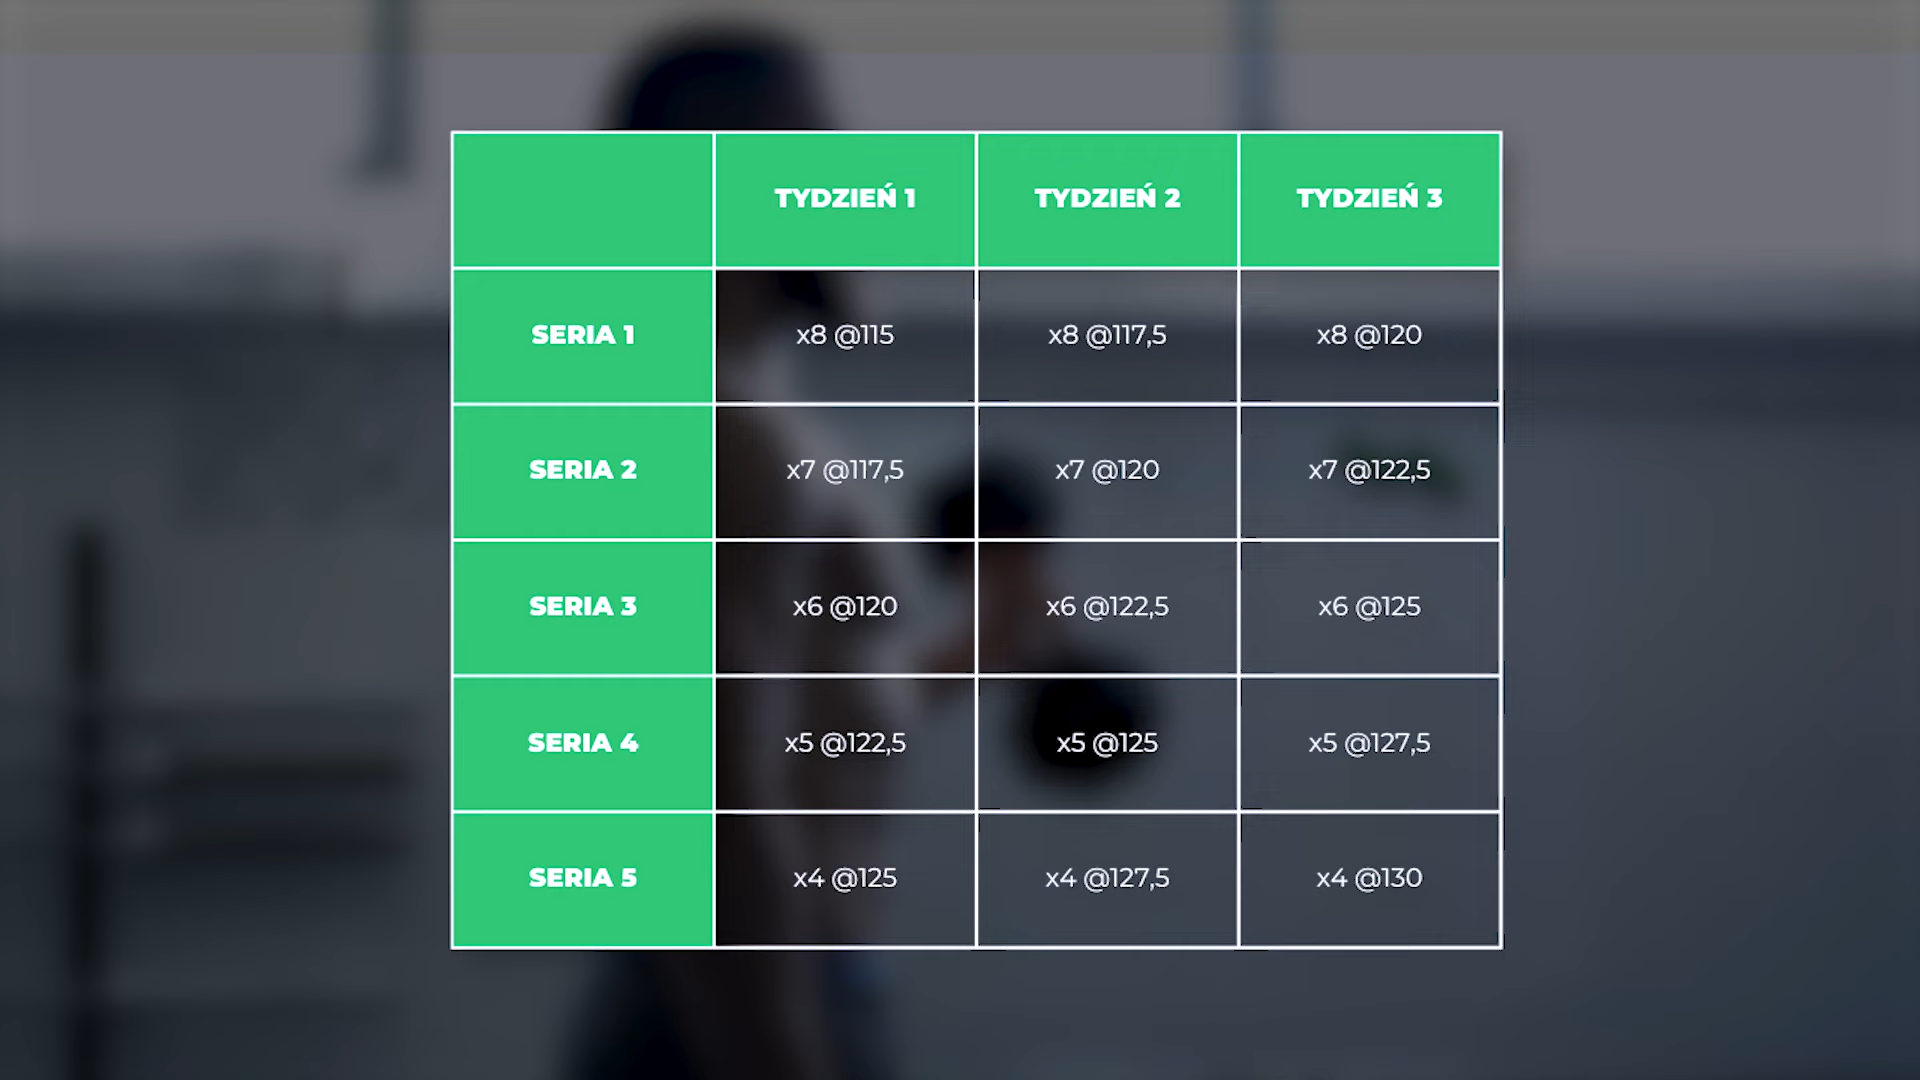 TYDZIEŃ 1 TYDZIEŃ 2 TYDZIEŃ 3
SERIA 1 x8 @115 x8 @117,5 x8 @120
SERIA 2 x7 @117,5 x7 @120 x7 @122,5
SERIA 3 x6 @120 x6 @122,5 x6 @125
SERIA 4 x5 @122,5 x5 @125 x5 @127,5
SERIA 5 x4 @125 x4 @127,5 x4 @130